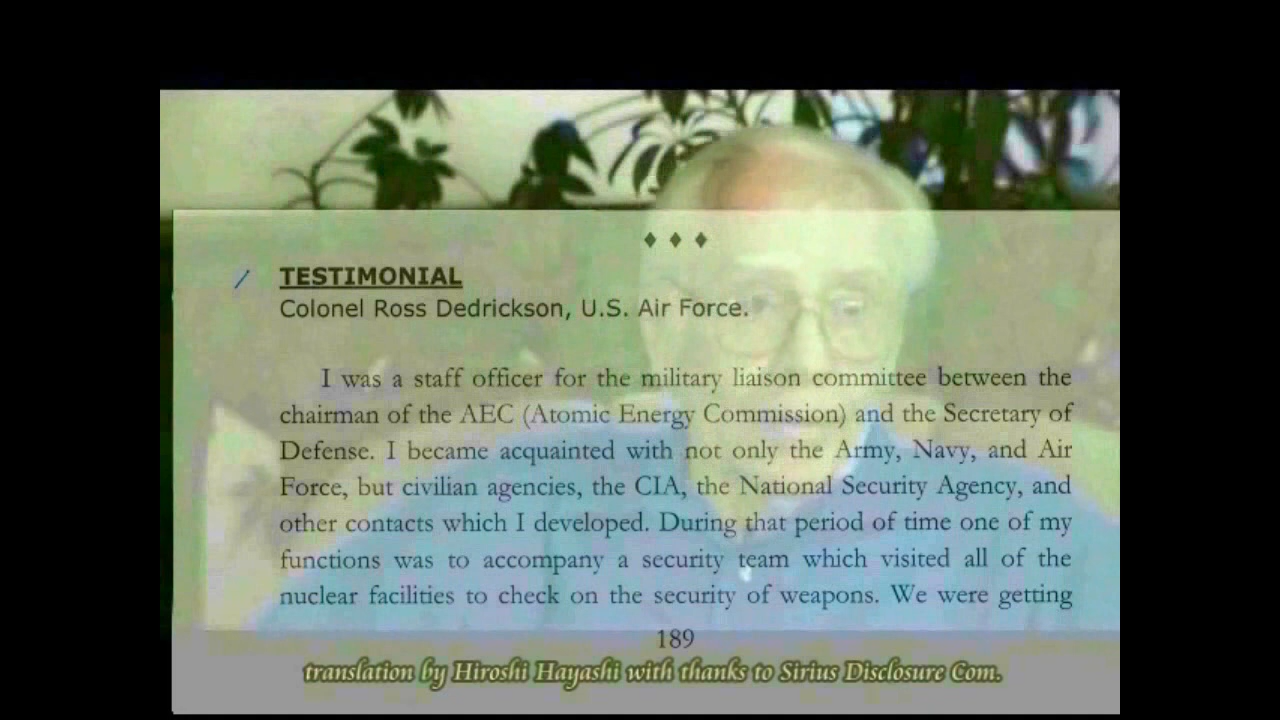 ♦ ♦ ♦
TESTIMONIAL
Colonel Ross Dedrickson, U.S. Air Force.
I was a staff officer for the military liaison committee between the
chairman of the AEC (Atomic Energy Commission) and the Secretary of
Defense. I became acquainted with not only the Army, Navy, and Air
Force, but civilian agencies, the CIA, the National Security Agency, and
other contacts which I developed. During that period of time one of my
functions was to accompany a security team which visited all of the
nuclear facilities to check on the security of weapons. We were getting
189
translation by Hiroshi Hayashi with thanks to Sirius Disclosure Com.